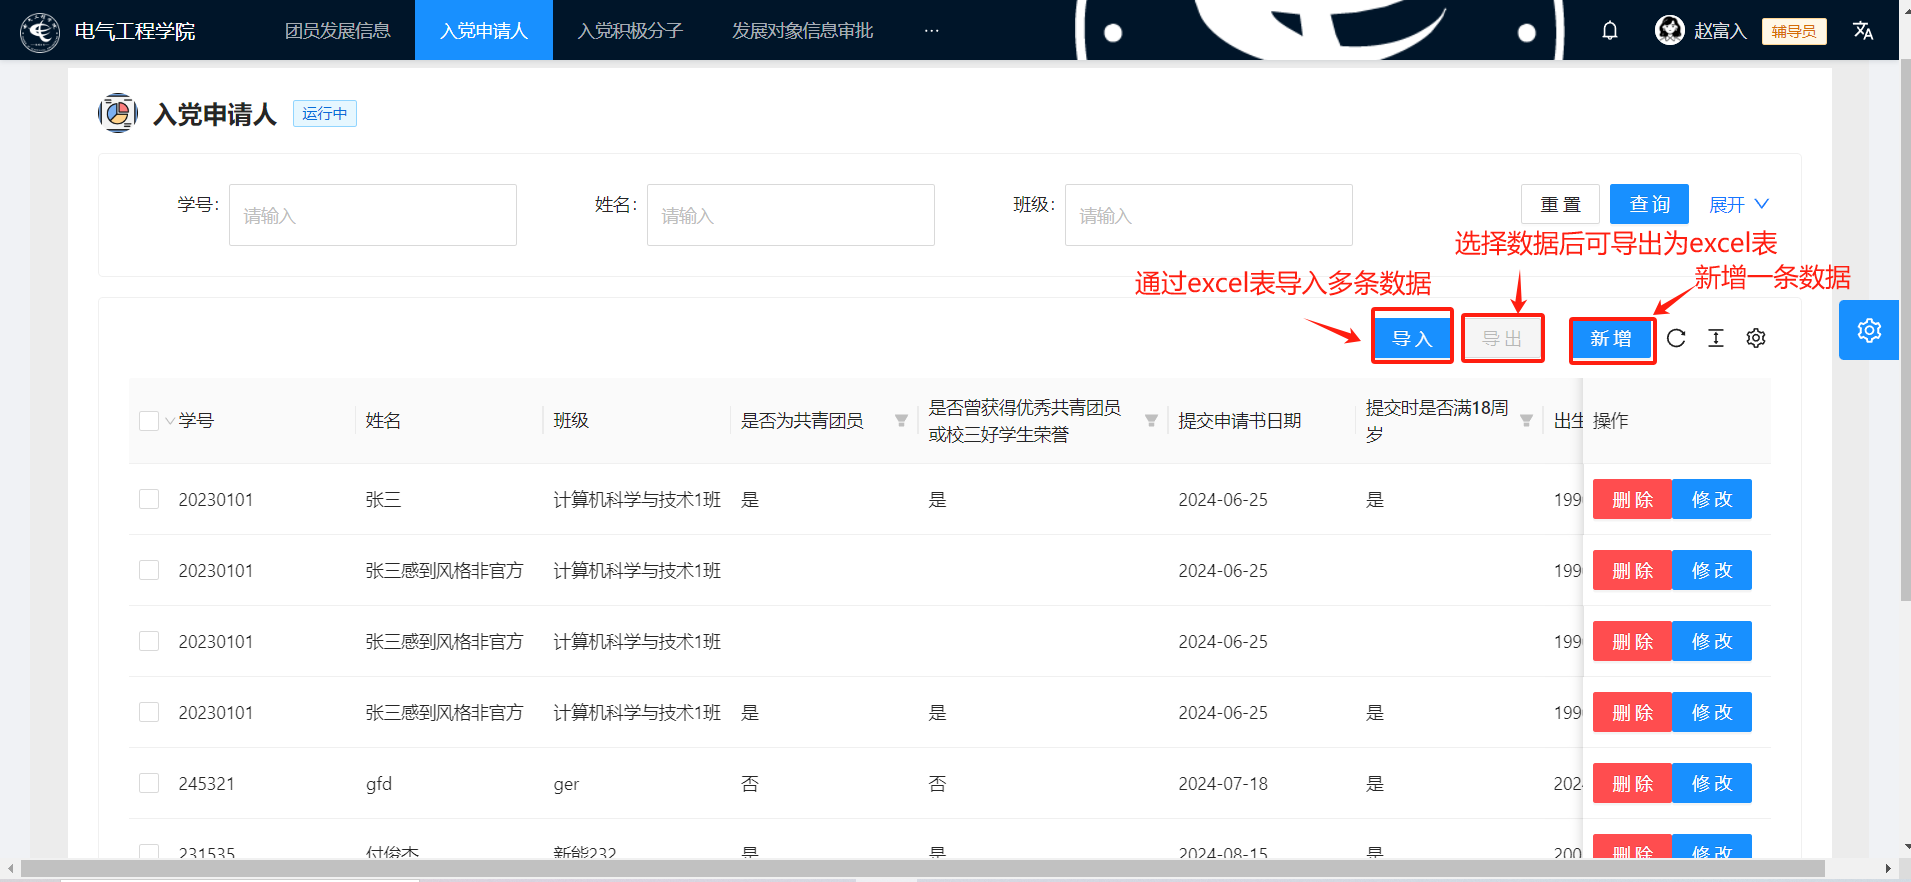 电气工程学院 团员发展信息 入党申请人 入党积极分子 发展对象信息审批 ··· 赵富入 辅导员
入党申请人 运行中
学号: 请输入 姓名: 请输入 班级: 请输入 重 置 查 询 展开
选择数据后可导出为excel表
通过excel表导入多条数据 新增一条数据
导 入 导 出 新 增
学号 姓名 班级 是否为共青团员 是否曾获得优秀共青团员 提交申请书日期 提交时是否满18周 出生 操作
或校三好学生荣誉 岁
20230101 张三 计算机科学与技术1班 是 是 2024-06-25 是 199 删 除 修 改
20230101 张三感到风格非官方 计算机科学与技术1班 2024-06-25 199 删 除 修 改
20230101 张三感到风格非官方 计算机科学与技术1班 2024-06-25 199 删 除 修 改
20230101 张三感到风格非官方 计算机科学与技术1班 是 是 2024-06-25 是 199 删 除 修 改
245321 gfd ger 否 否 2024-07-18 是 202 删 除 修 改
231535 付俊杰 新能232 是 是 2024-08-15 是 200 删 除 修 改